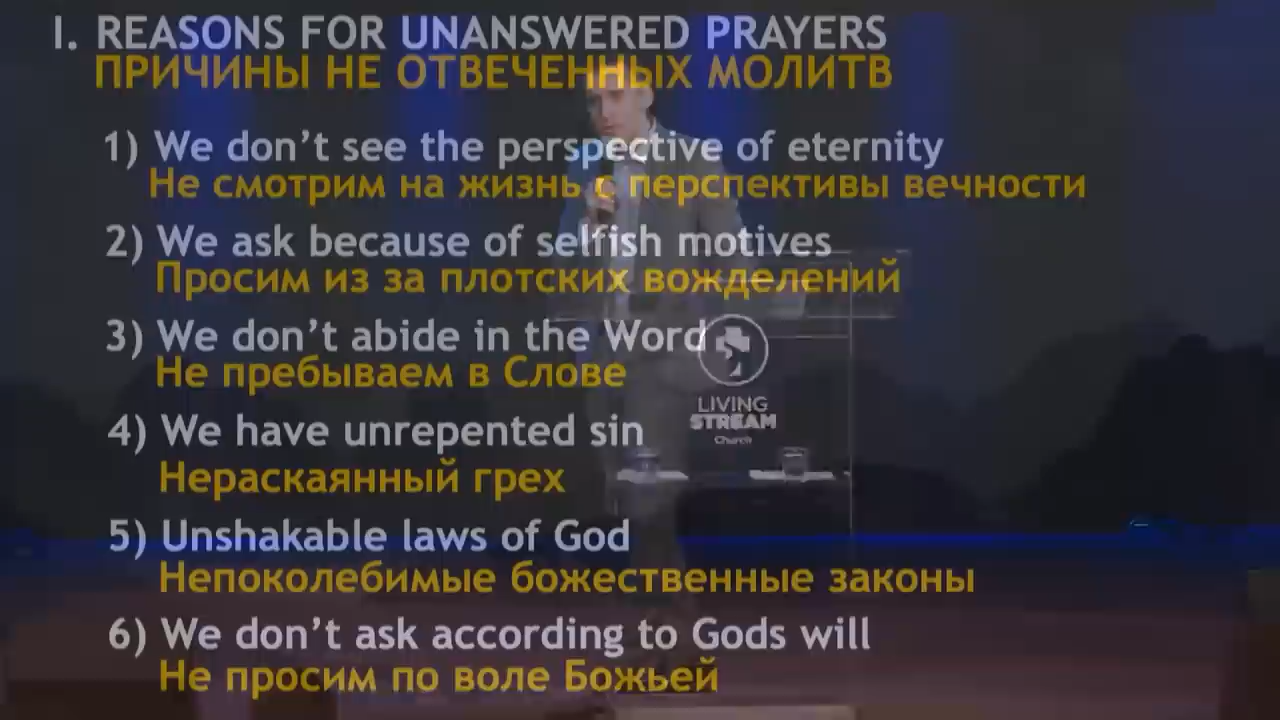 I. REASONS FOR UNANSWERED PRAYERS
ПРИЧИНЫ НЕ ОТВЕЧЕННЫХ МОЛИТВ
1) We don't see the perspective of eternity
Не смотрим на жизнь с перспективы вечности
2) We ask because of selfish motives
Просим из за плотских вожделений
3) We don't abide in the Word
Не пребываем в Слове
LIVING
STREAM
Church
4) We have unrepented sin
Нераскаянный грех
5) Unshakable laws of God
Непоколебимые божественные законы
6) We don't ask according to Gods will
Не просим по воле Божьей